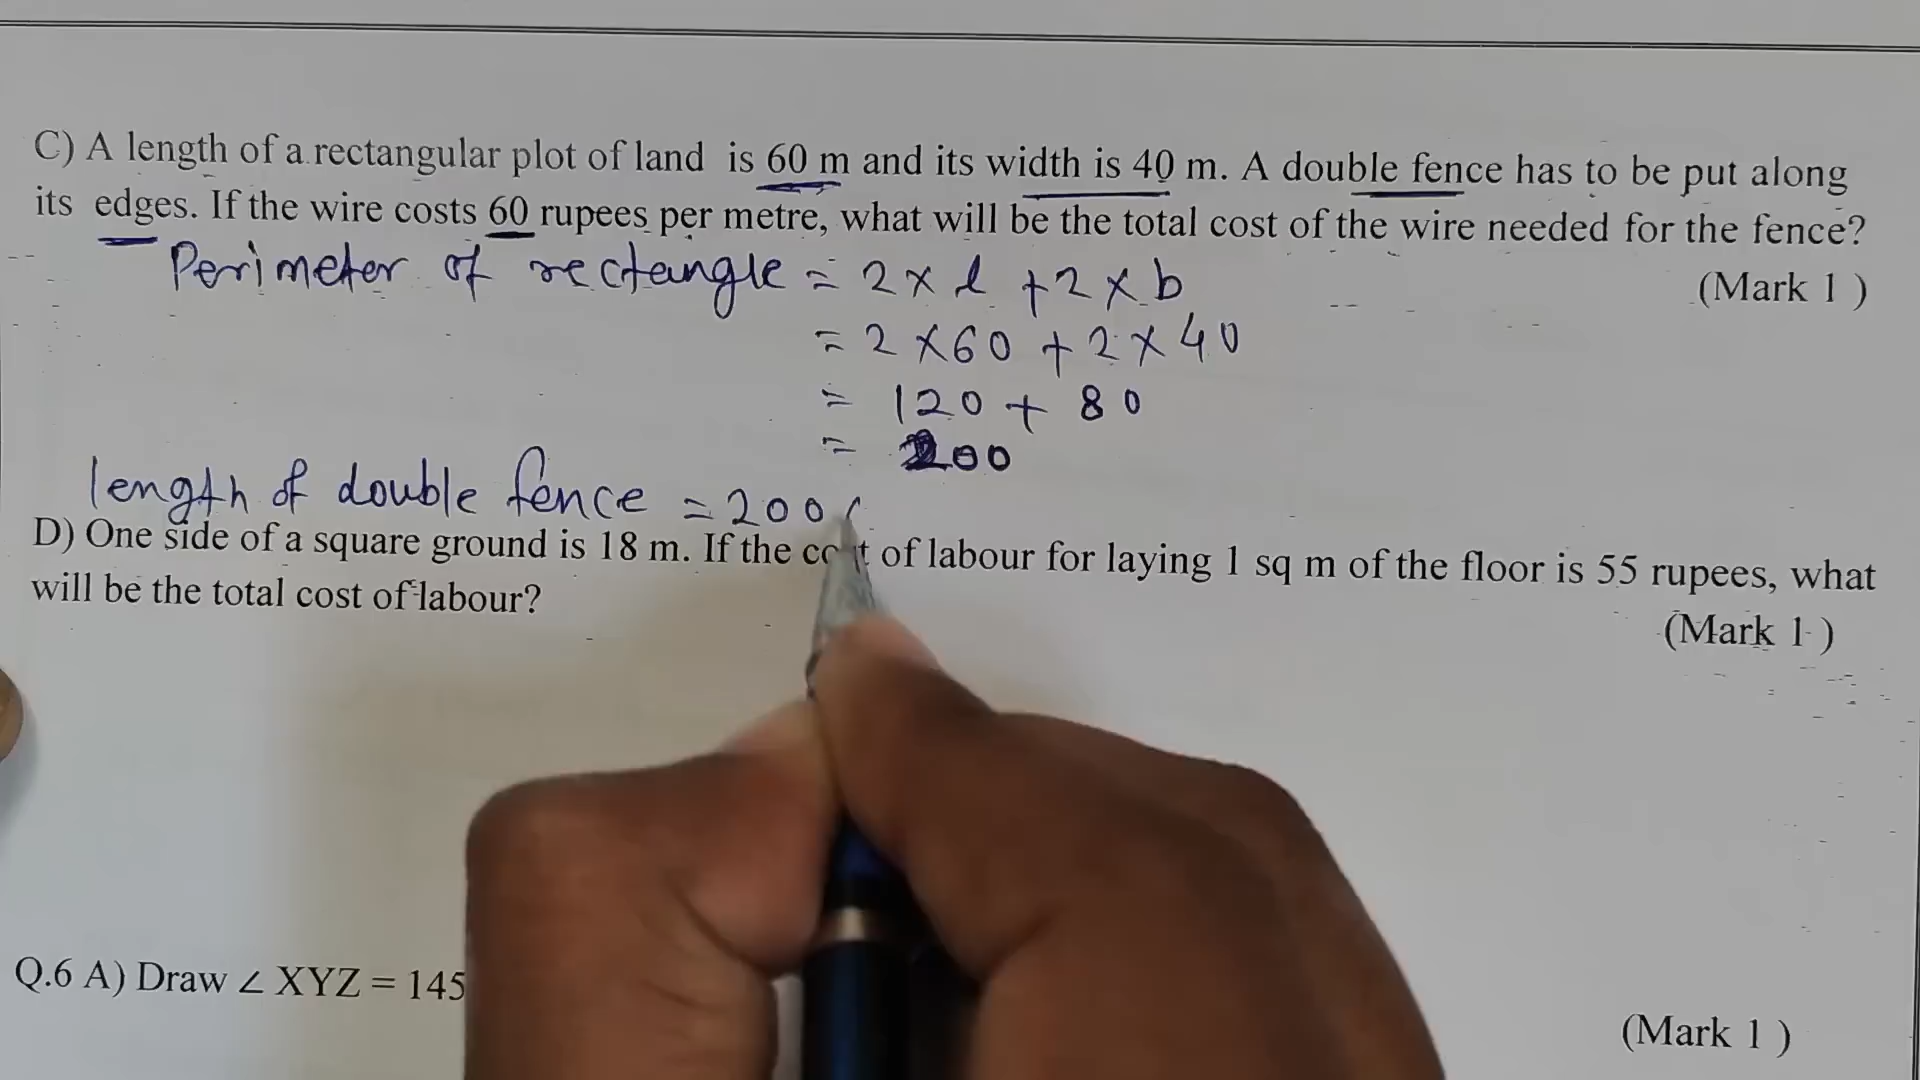 C) A length of a rectangular plot of land is 60 m and its width is 40 m. A double fence has to be put along
its edges. If the wire costs 60 rupees per metre, what will be the total cost of the wire needed for the fence?
Perimeter of rectangle = 2 × l + 2 × b
(Mark 1 )
= 2 × 60 + 2 × 40
= 120 + 80
= 200
length of double fence = 200
D) One side of a square ground is 18 m. If the of labour for laying 1 sq m of the floor is 55 rupees, what
will be the total cost of labour?
(Mark 1 )
Q.6 A) Draw ∠ XYZ = 145
(Mark 1 )